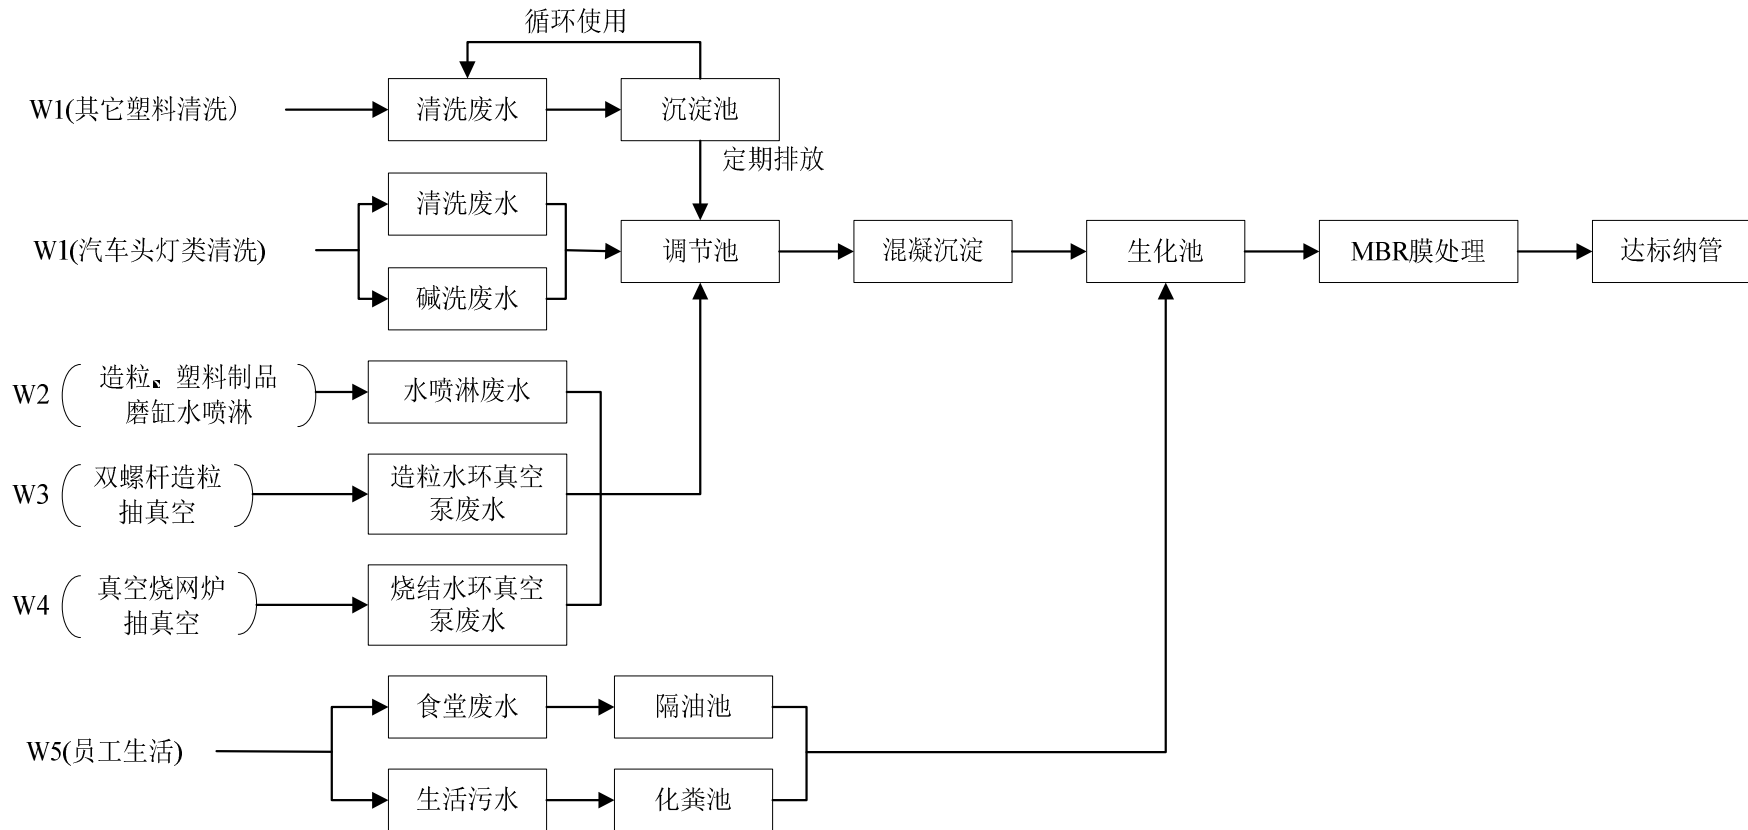 循环使用
W1(其它塑料清洗）
清洗废水
沉淀池
定期排放
W1(汽车头灯类清洗)
清洗废水
碱洗废水
调节池
混凝沉淀
生化池
MBR膜处理
达标纳管
W2
造粒、塑料制品
磨缸水喷淋
水喷淋废水
W3
双螺杆造粒
抽真空
造粒水环真空
泵废水
W4
真空烧网炉
抽真空
烧结水环真空
泵废水
W5(员工生活)
食堂废水
隔油池
生活污水
化粪池